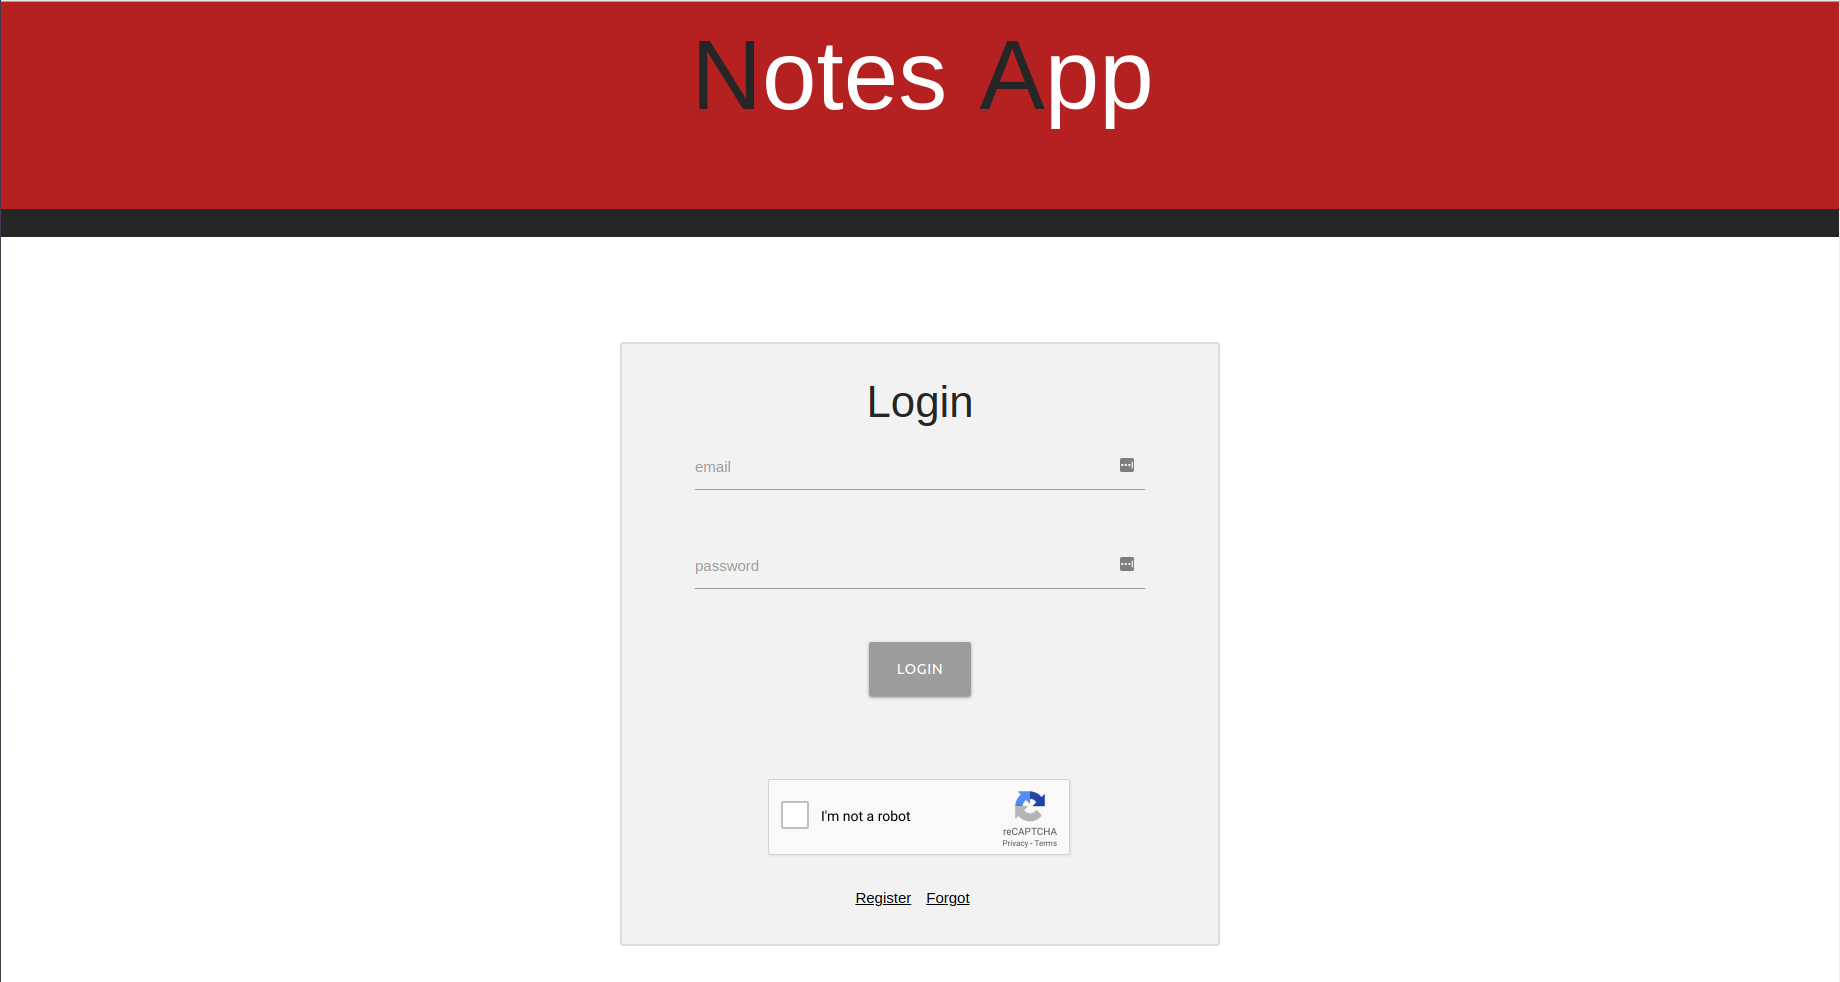 Notes App
Login
email
password
LOGIN
I'm not a robot
reCAPTCHA
Privacy - Terms
Register Forgot